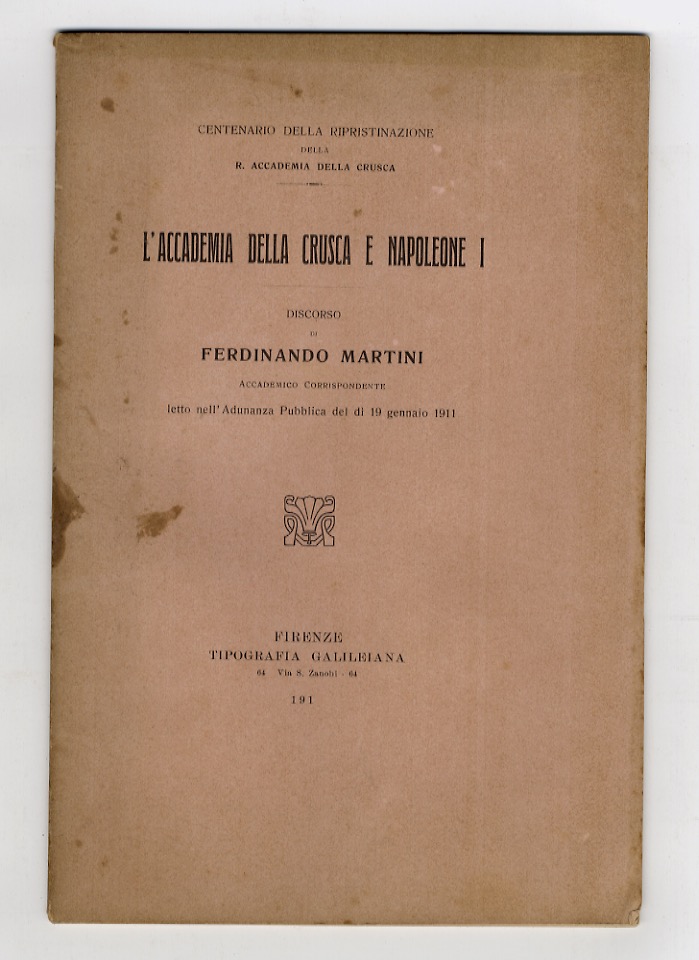 CENTENARIO DELLA RIPRISTINAZIONE
DELLA
R. ACCADEMIA DELLA CRUSCA
L'ACCADEMIA DELLA CRUSCA E NAPOLEONE I
DISCORSO
DI
FERDINANDO MARTINI
ACCADEMICO CORRISPONDENTE
letto nell'Adunanza Pubblica del dì 19 gennaio 1911
FIRENZE
TIPOGRAFIA GALILEIANA
64 Via S. Zanobi - 64
191